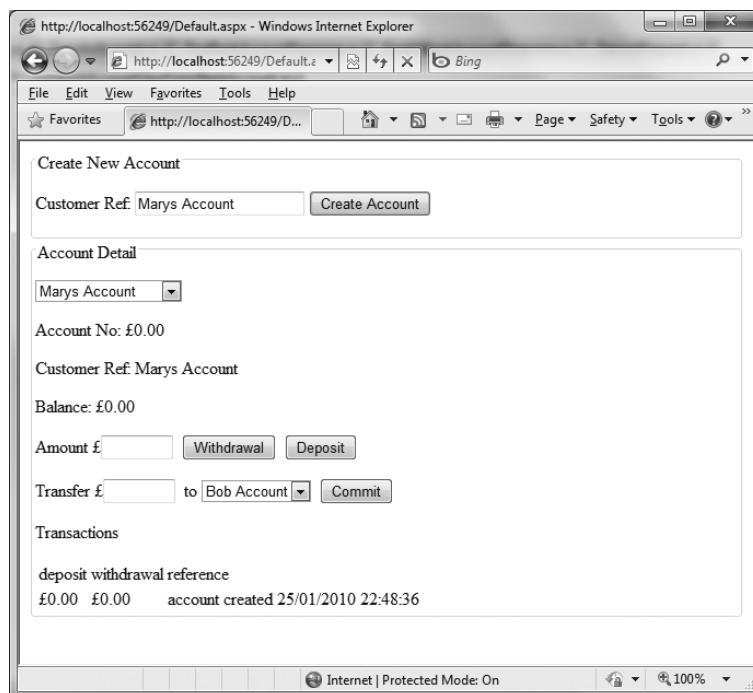 http://localhost:56249/Default.aspx - Windows Internet Explorer
http://localhost:56249/Default.a Bing
File Edit View Favorites Tools Help
Favorites http://localhost:56249/D... Page Safety Tools »
Create New Account
Customer Ref: Marys Account Create Account
Account Detail
Marys Account
Account No: £0.00
Customer Ref: Marys Account
Balance: £0.00
Amount £ Withdrawal Deposit
Transfer £ to Bob Account Commit
Transactions
deposit withdrawal reference
£0.00 £0.00 account created 25/01/2010 22:48:36
Internet | Protected Mode: On 100%